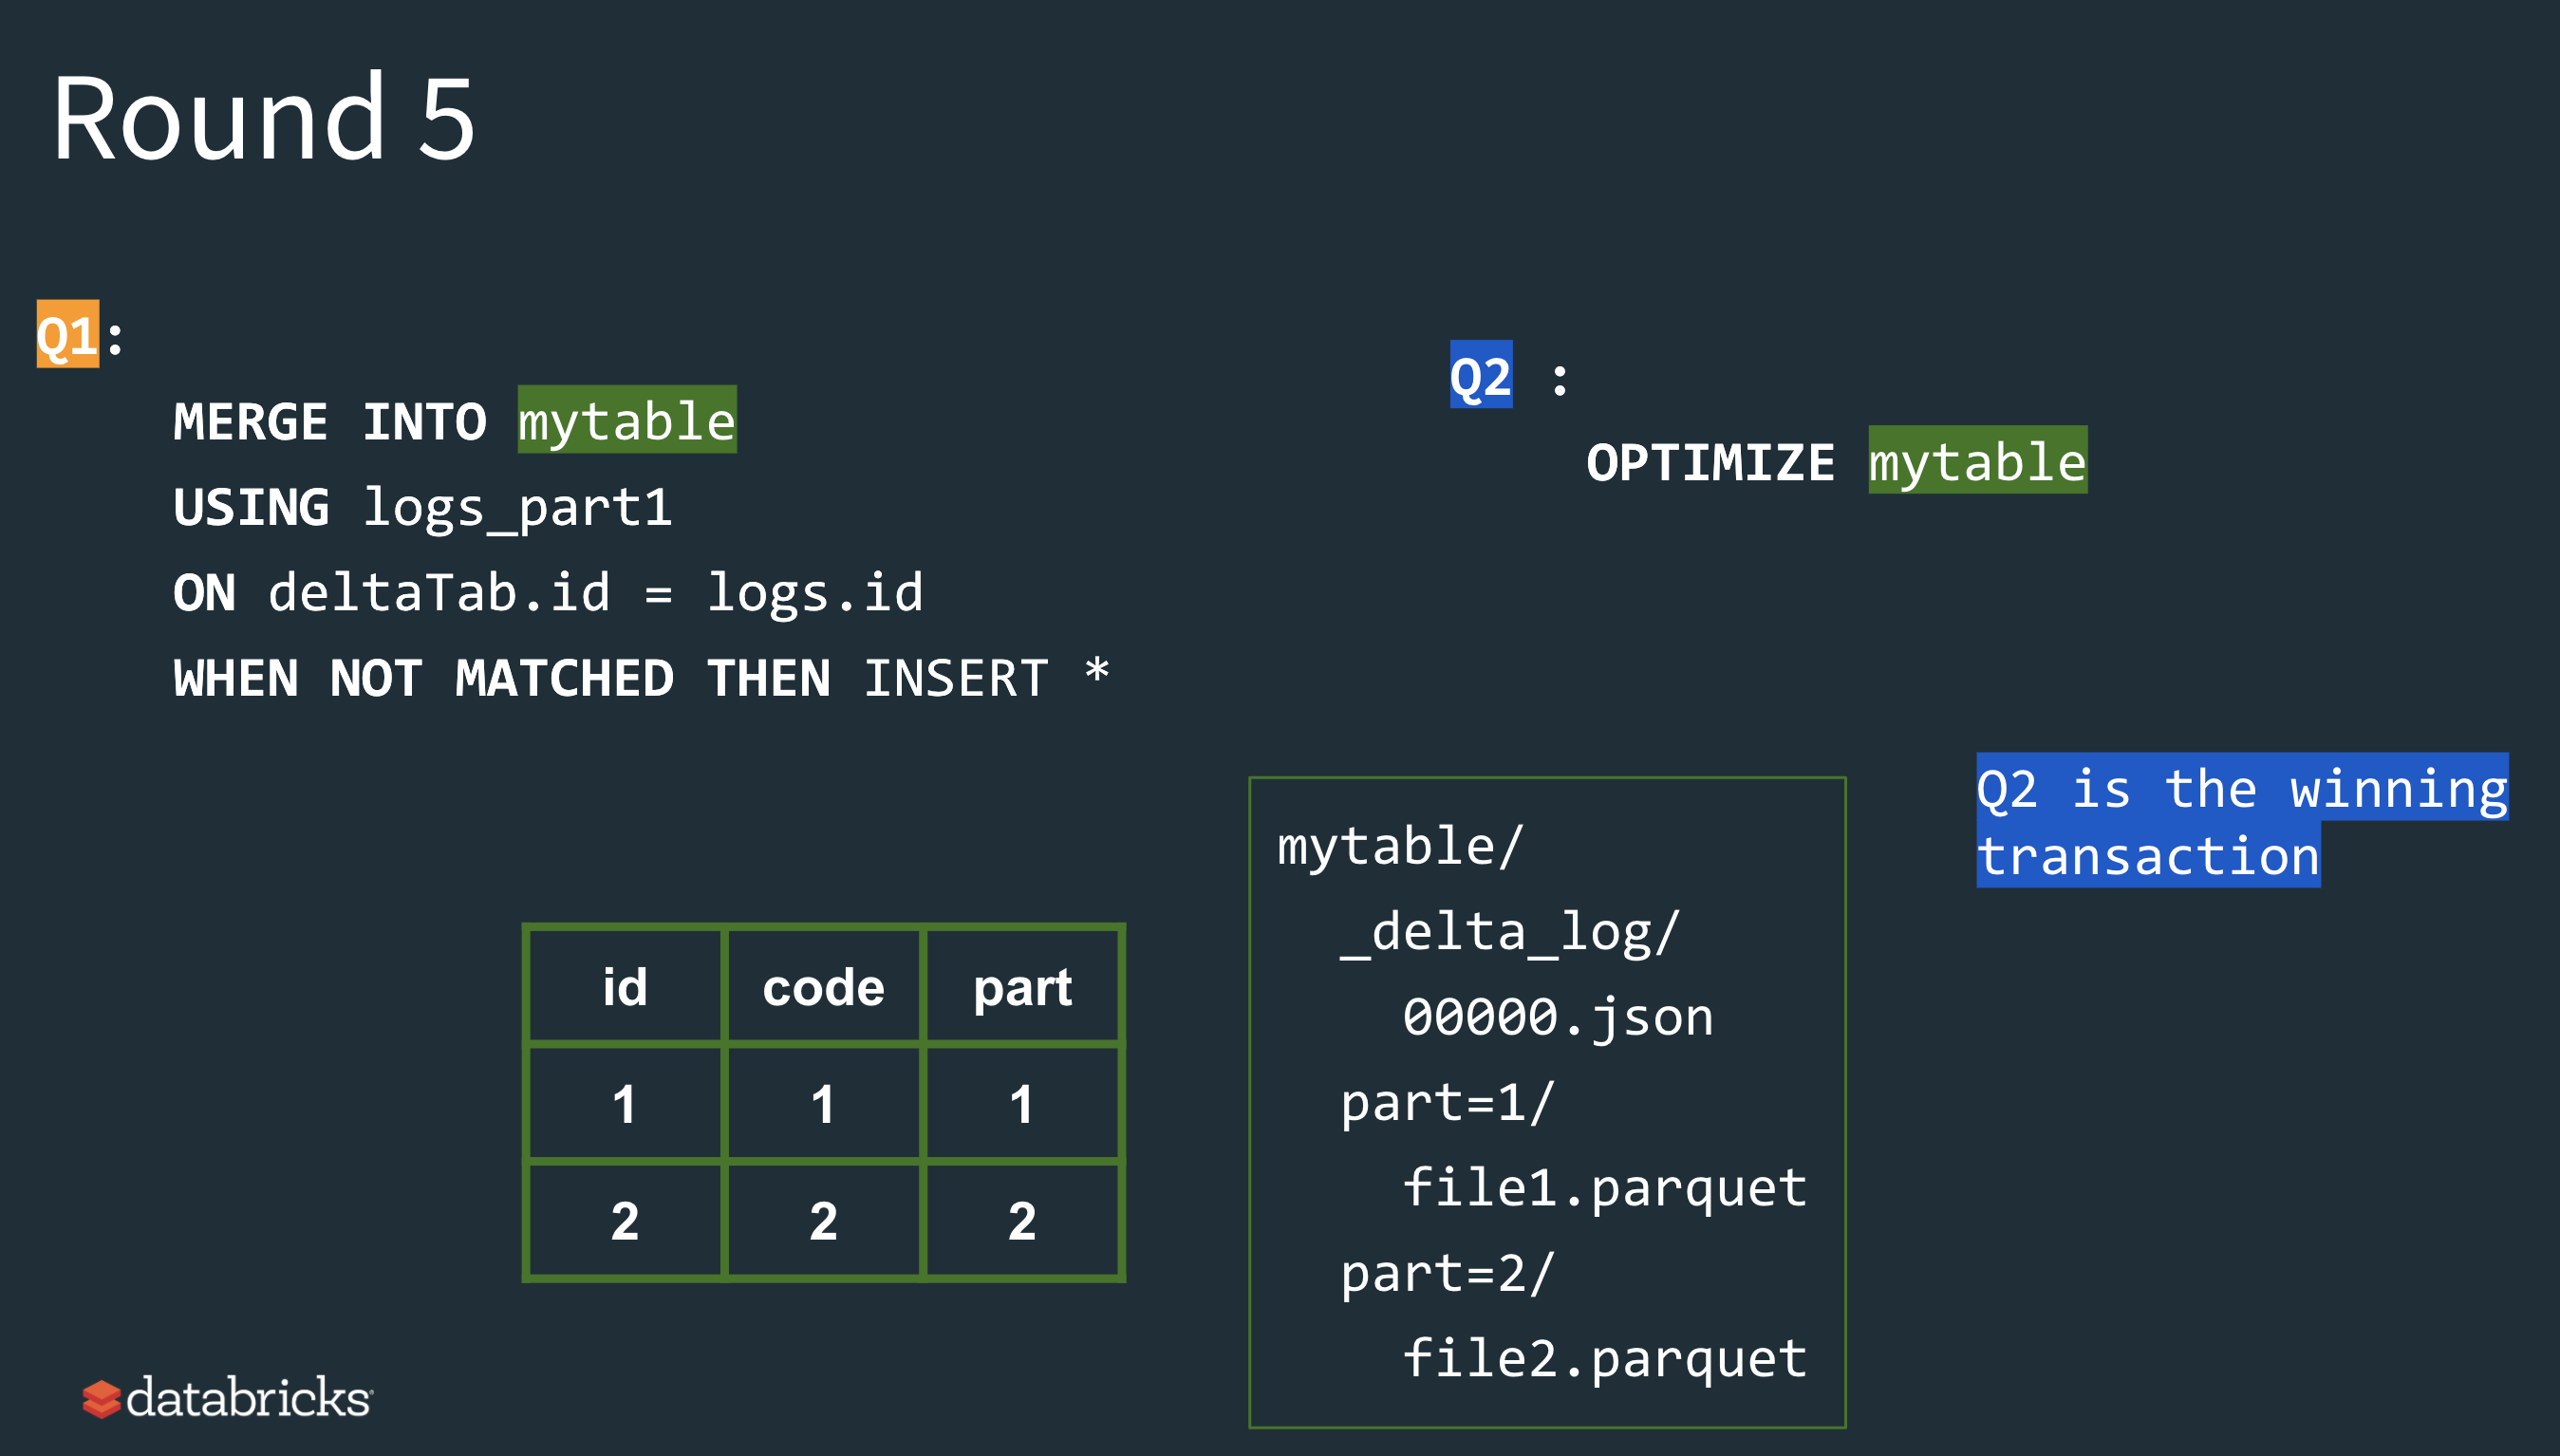 Round 5
Q1:
MERGE INTO mytable
USING logs_part1
ON deltaTab.id = logs.id
WHEN NOT MATCHED THEN INSERT *
Q2 :
OPTIMIZE mytable
Q2 is the winning
transaction
id code part
1 1 1
2 2 2
mytable/
_delta_log/
00000.json
part=1/
file1.parquet
part=2/
file2.parquet
databricks